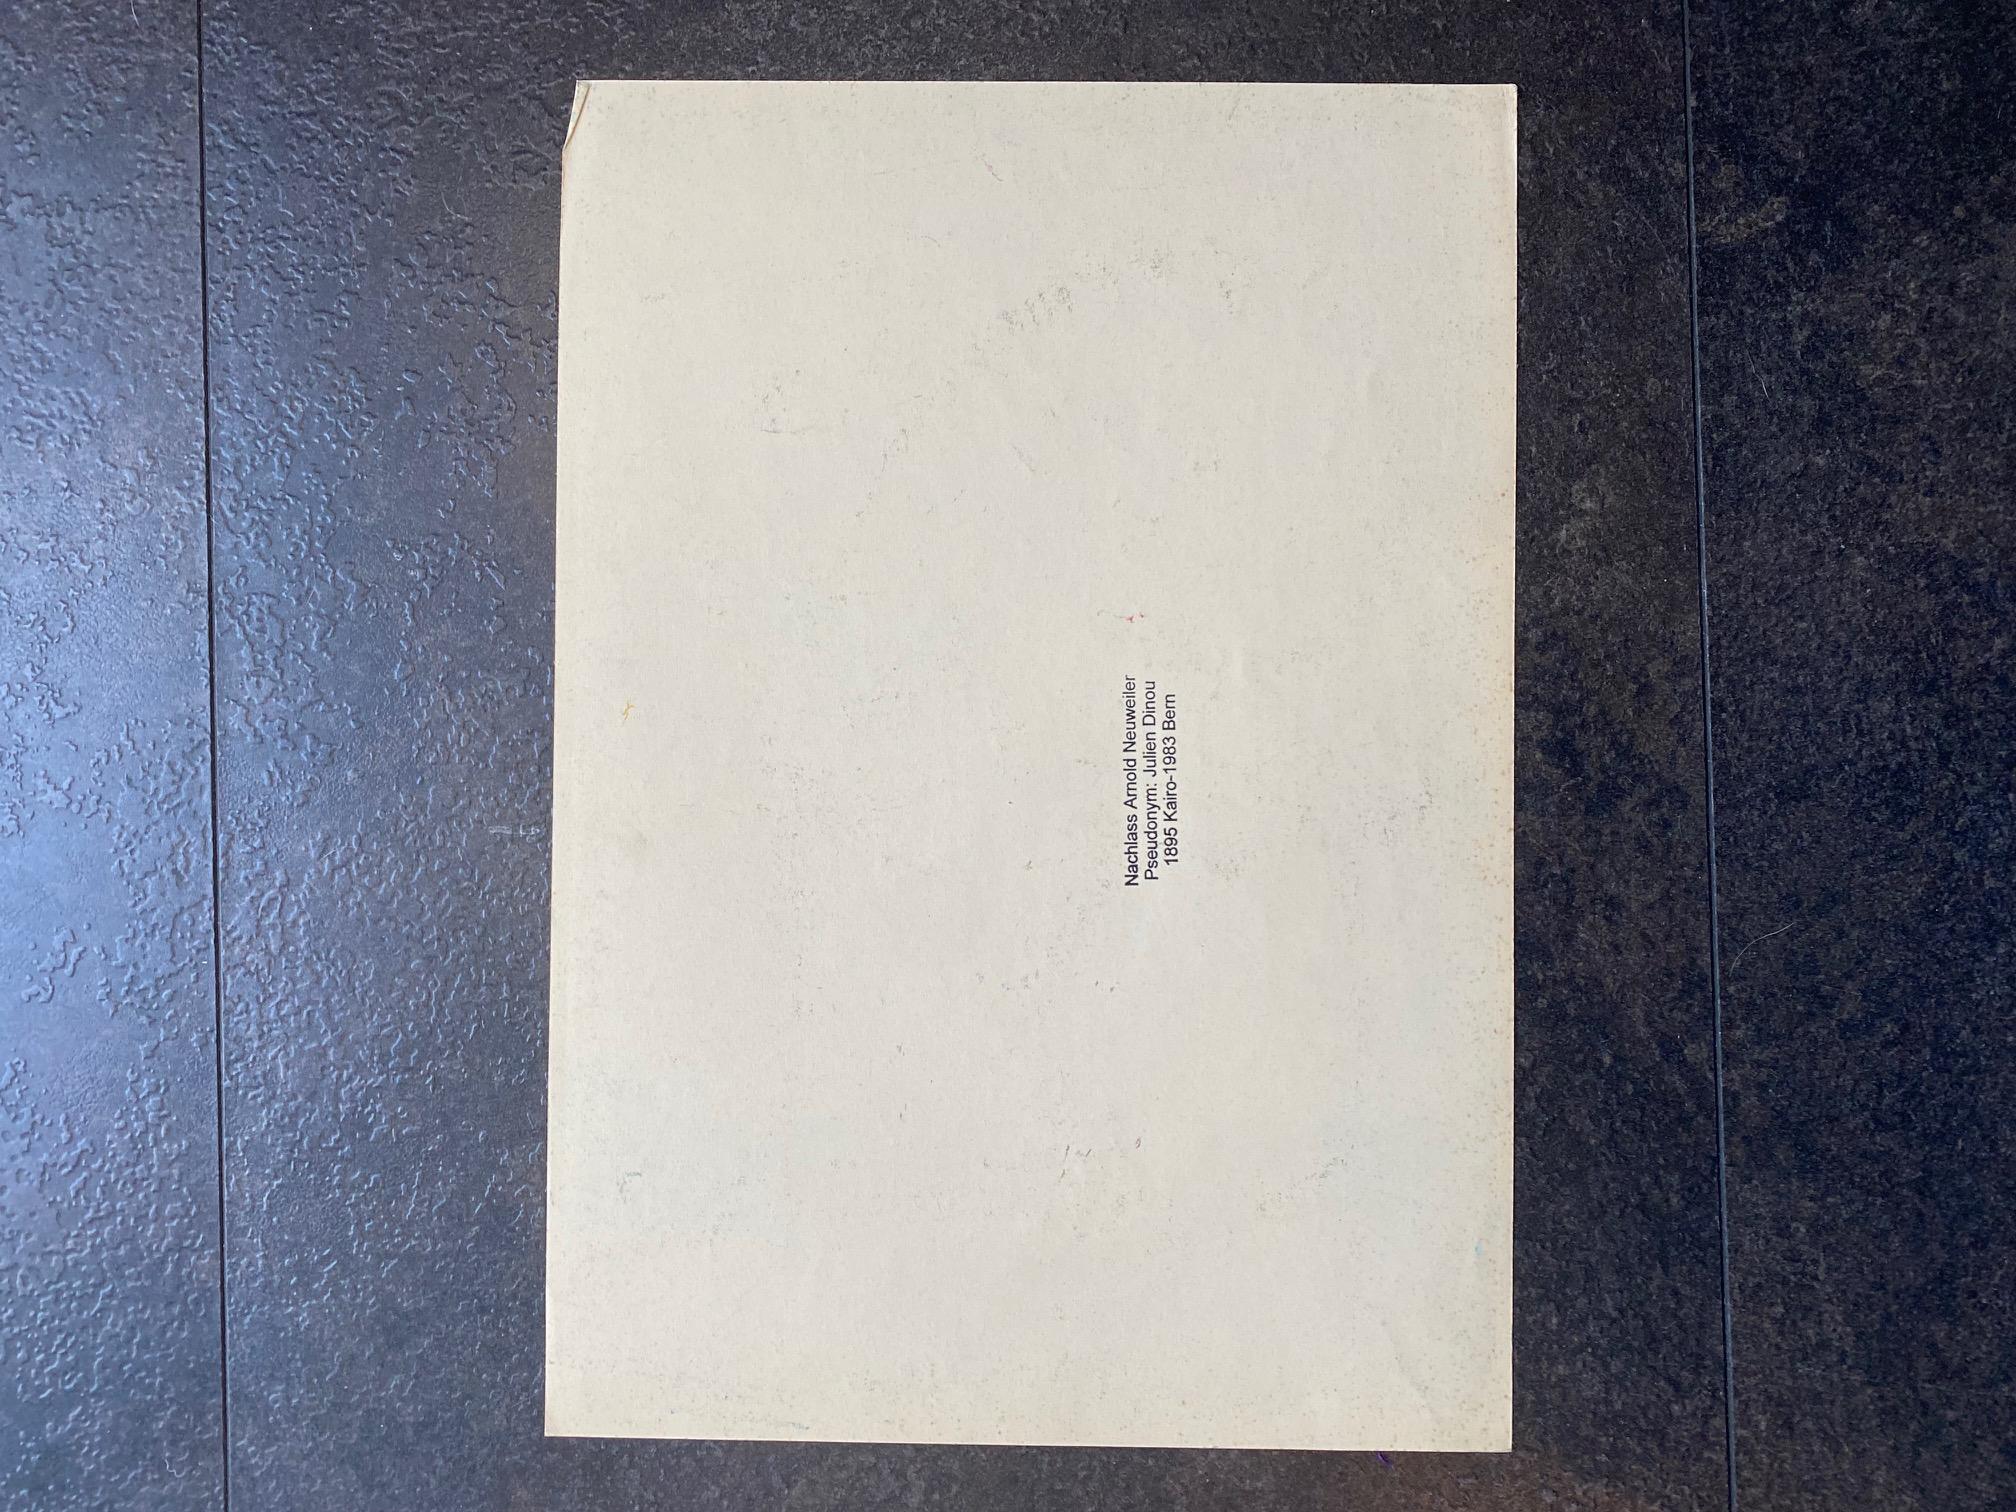 Nachlass Arnold Neuweiler
Pseudonym: Julien Dinou
1895 Kairo-1983 Bern